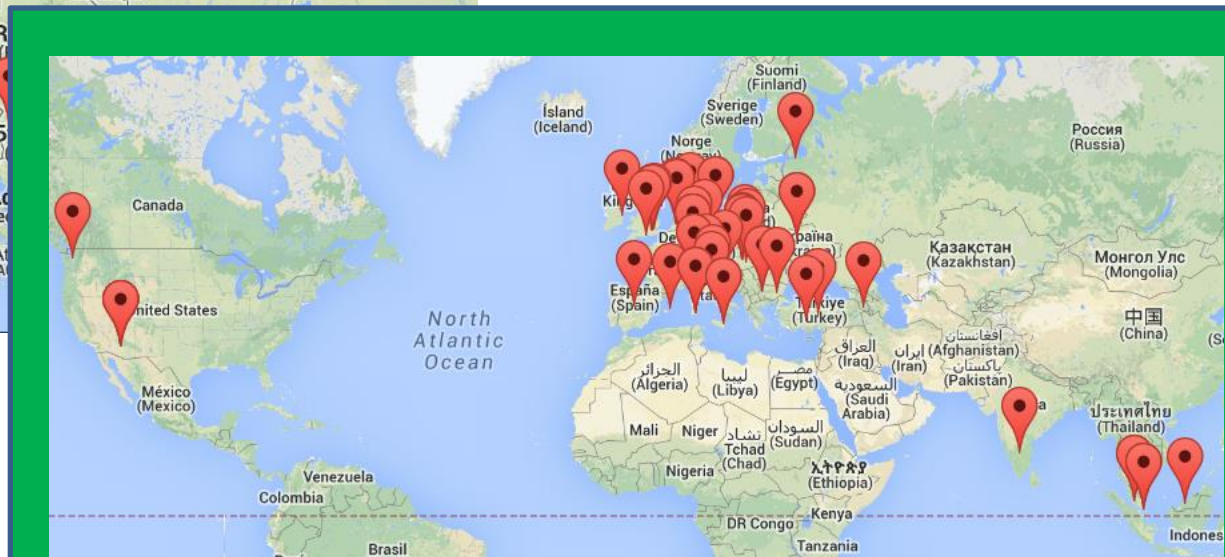 Suomi
(Finland)
Ísland
(Iceland)
Sverige
(Sweden)
Norge
Россия
(Russia)
Canada
Қазақстан
(Kazakhstan)
Монгол Улс
(Mongolia)
España
(Spain)
Türkiye
(Turkey)
United States
North
Atlantic
Ocean
中国
(China)
افغانستان
(Afghanistan)
العراق
(Iraq)
ایران
(Iran)
پاکستان
(Pakistan)
الجزائر
(Algeria)
ليبيا
(Libya)
مصر
(Egypt)
السعودية
(Saudi
Arabia)
México
(Mexico)
ประเทศไทย
(Thailand)
Mali
Niger
تشاد
Tchad
(Chad)
السودان
(Sudan)
Nigeria
ኢትዮጵያ
(Ethiopia)
Venezuela
Colombia
DR Congo
Kenya
Indones
Brasil
Tanzania